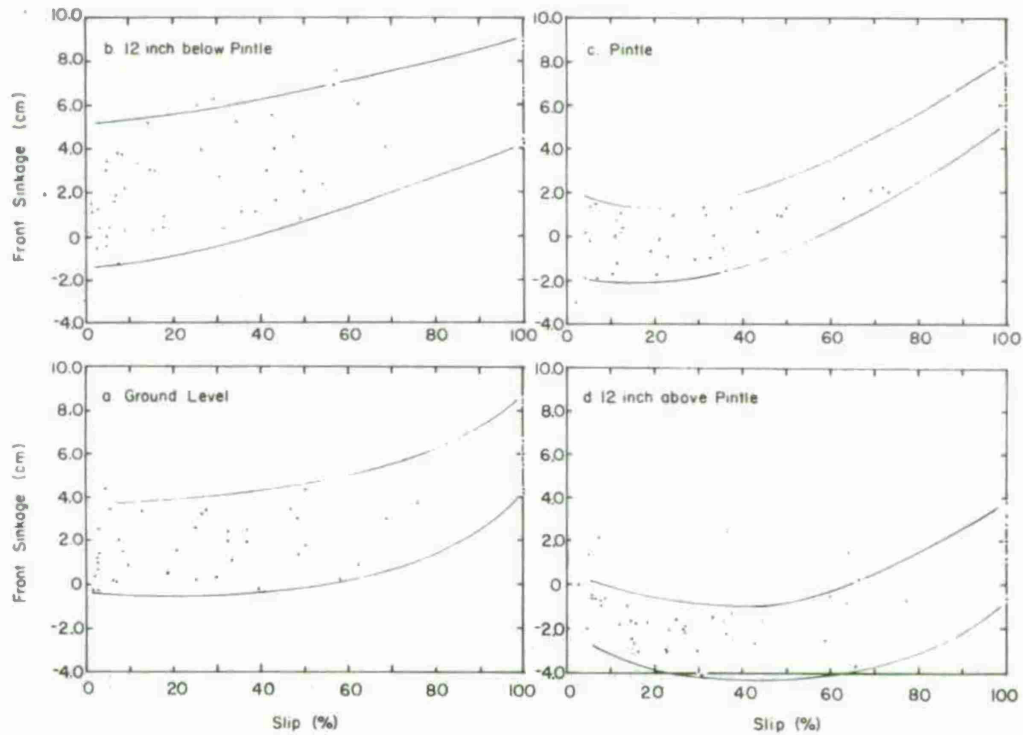 b. 12 inch below Pintle
c. Pintle
Front Sinkage (cm)
10.0
8.0
6.0
4.0
2.0
0
-2.0
-4.0
0 20 40 60 80 100
10.0
8.0
6.0
4.0
2.0
0
-2.0
-4.0
0 20 40 60 80 100
a. Ground Level
d 12 inch above Pintle
Front Sinkage (cm)
10.0
8.0
6.0
4.0
2.0
0
-2.0
-4.0
0 20 40 60 80 100
Slip (%)
10.0
8.0
6.0
4.0
2.0
0
-2.0
-4.0
0 20 40 60 80 100
Slip (%)